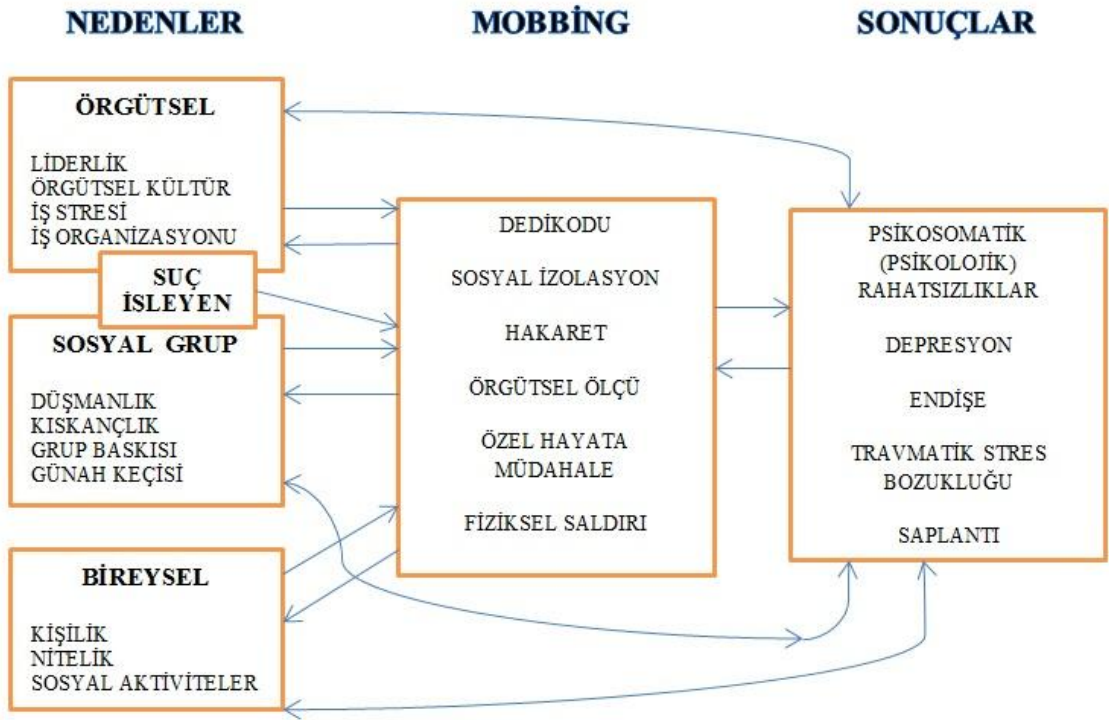 NEDENLER
MOBBİNG
SONUÇLAR
ÖRGÜTSEL
LİDERLİK
ÖRGÜTSEL KÜLTÜR
İŞ STRESİ
İŞ ORGANİZASYONU
SUÇ
İŞLEYEN
SOSYAL GRUP
DÜŞMANLIK
KISKANÇLIK
GRUP BASKISI
GÜNAH KEÇİSİ
BİREYSEL
KİŞİLİK
NİTELİK
SOSYAL AKTİVİTELER
DEDİKODU
SOSYAL İZOLASYON
HAKARET
ÖRGÜTSEL ÖLÇÜ
ÖZEL HAYATA
MÜDAHALE
FİZİKSEL SALDIRI
PSİKOSOMATİK
(PSİKOLOJİK)
RAHATSIZLIKLAR
DEPRESYON
ENDİŞE
TRAVMATİK STRES
BOZUKLUĞU
SAPLANTI